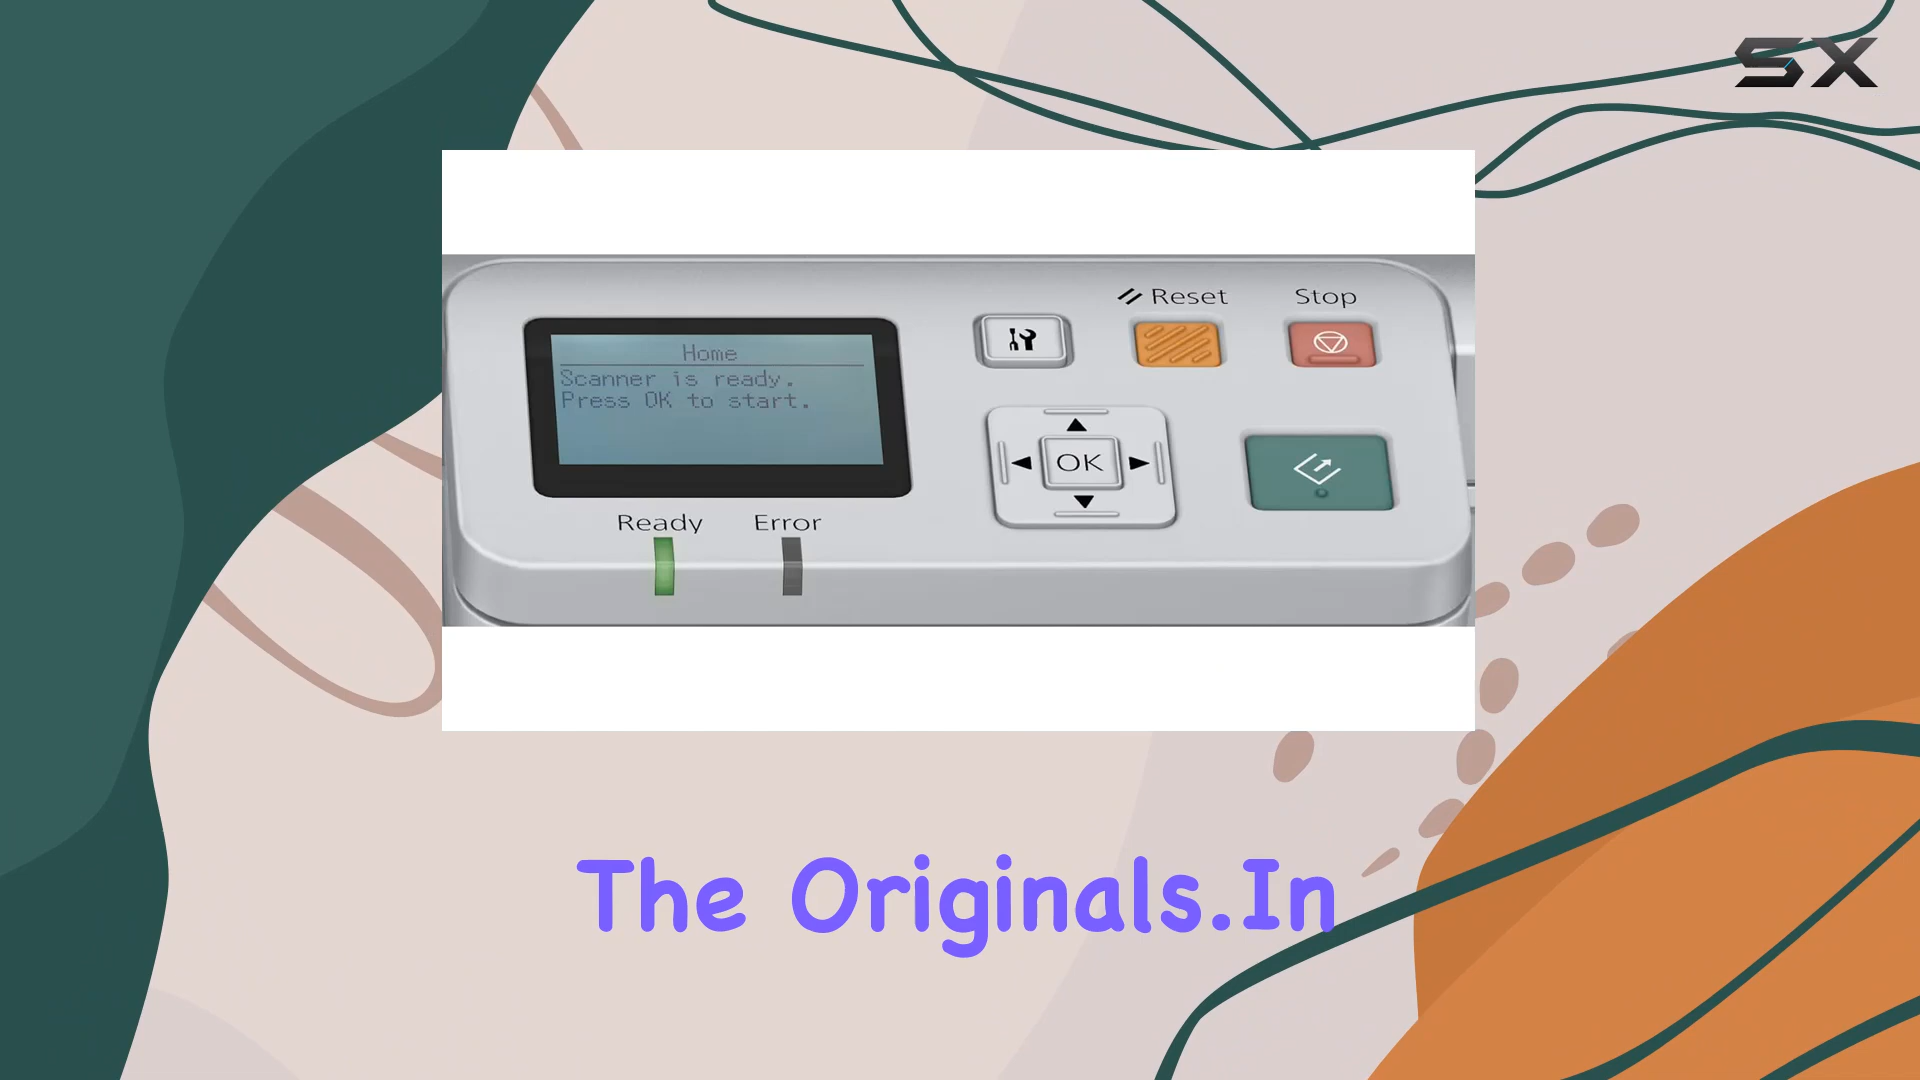 SX
Reset Stop
Home
Scanner is ready.
Press OK to start.
OK
Ready Error
The Originals.In